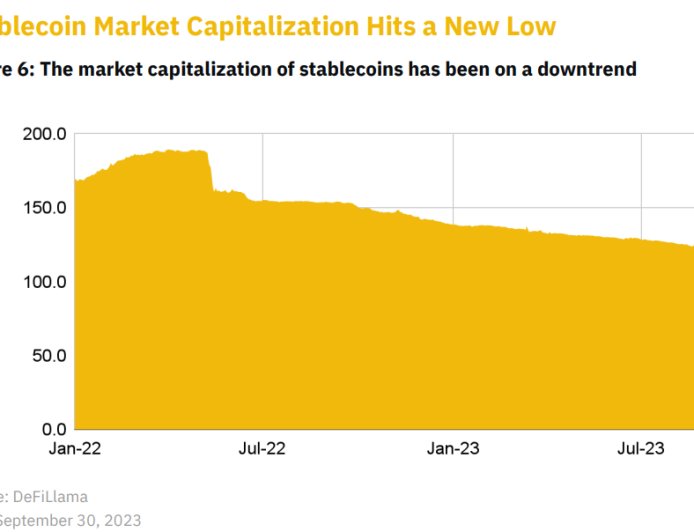 blecoin Market Capitalization Hits a New Low
re 6: The market capitalization of stablecoins has been on a downtrend
200.0
150.0
100.0
50.0
0.0
Jan-22 Jul-22 Jan-23 Jul-23
e: DeFiLlama
September 30, 2023